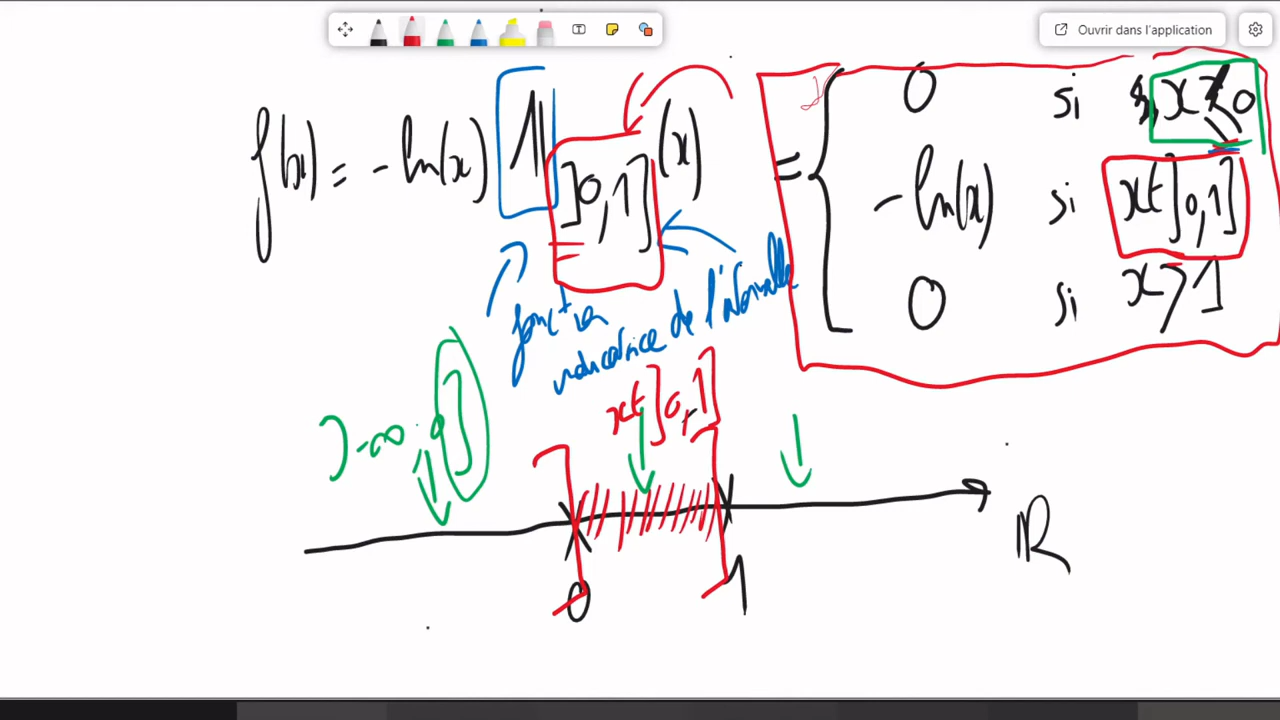 Ouvrir dans l'application
f(x) = -ln(x) 𝟙]0,1](x) = { 0 si x ≤ 0
-ln(x) si x ∈ ]0,1]
0 si x > 1
fonction
indicatrice de l'intervalle
x ∈ ]0,1]
]-∞, 0]
0 1 ℝ